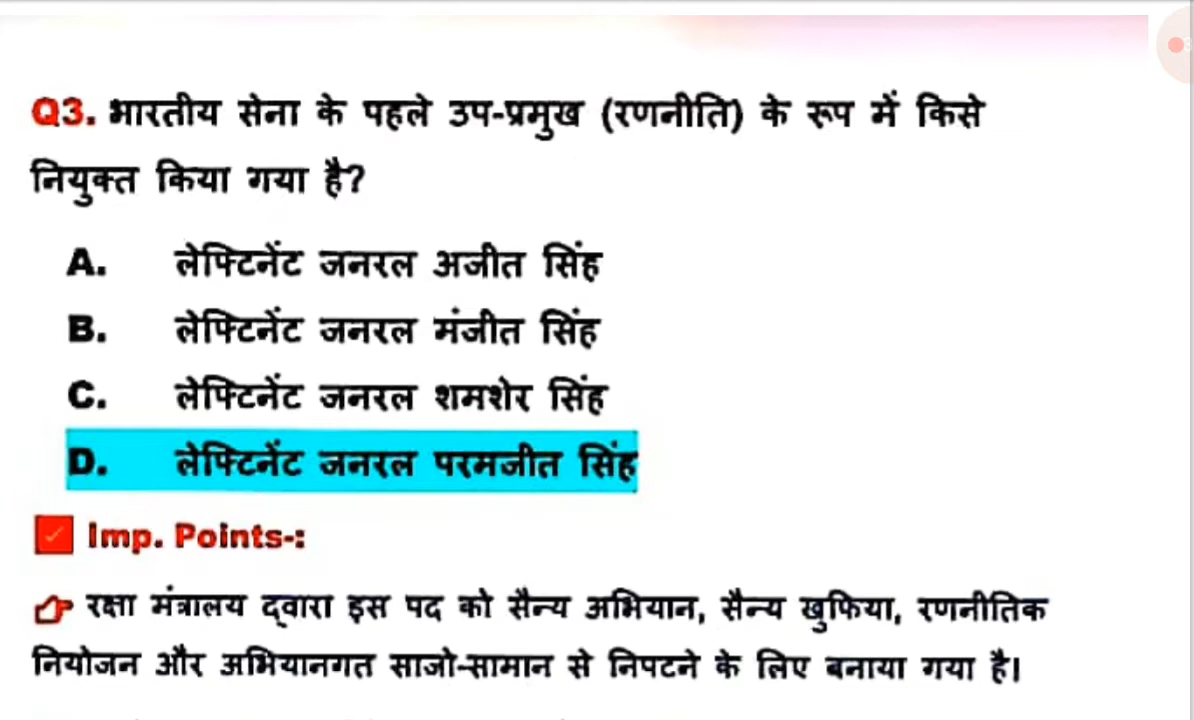 Q3. भारतीय सेना के पहले उप-प्रमुख (रणनीति) के रूप में किसे
नियुक्त किया गया है?
A. लेफ्टिनेंट जनरल अजीत सिंह
B. लेफ्टिनेंट जनरल मंजीत सिंह
C. लेफ्टिनेंट जनरल शमशेर सिंह
D. लेफ्टिनेंट जनरल परमजीत सिंह
Imp. Points-:
रक्षा मंत्रालय द्वारा इस पद को सैन्य अभियान, सैन्य खुफिया, रणनीतिक
नियोजन और अभियानगत साजो-सामान से निपटने के लिए बनाया गया है।